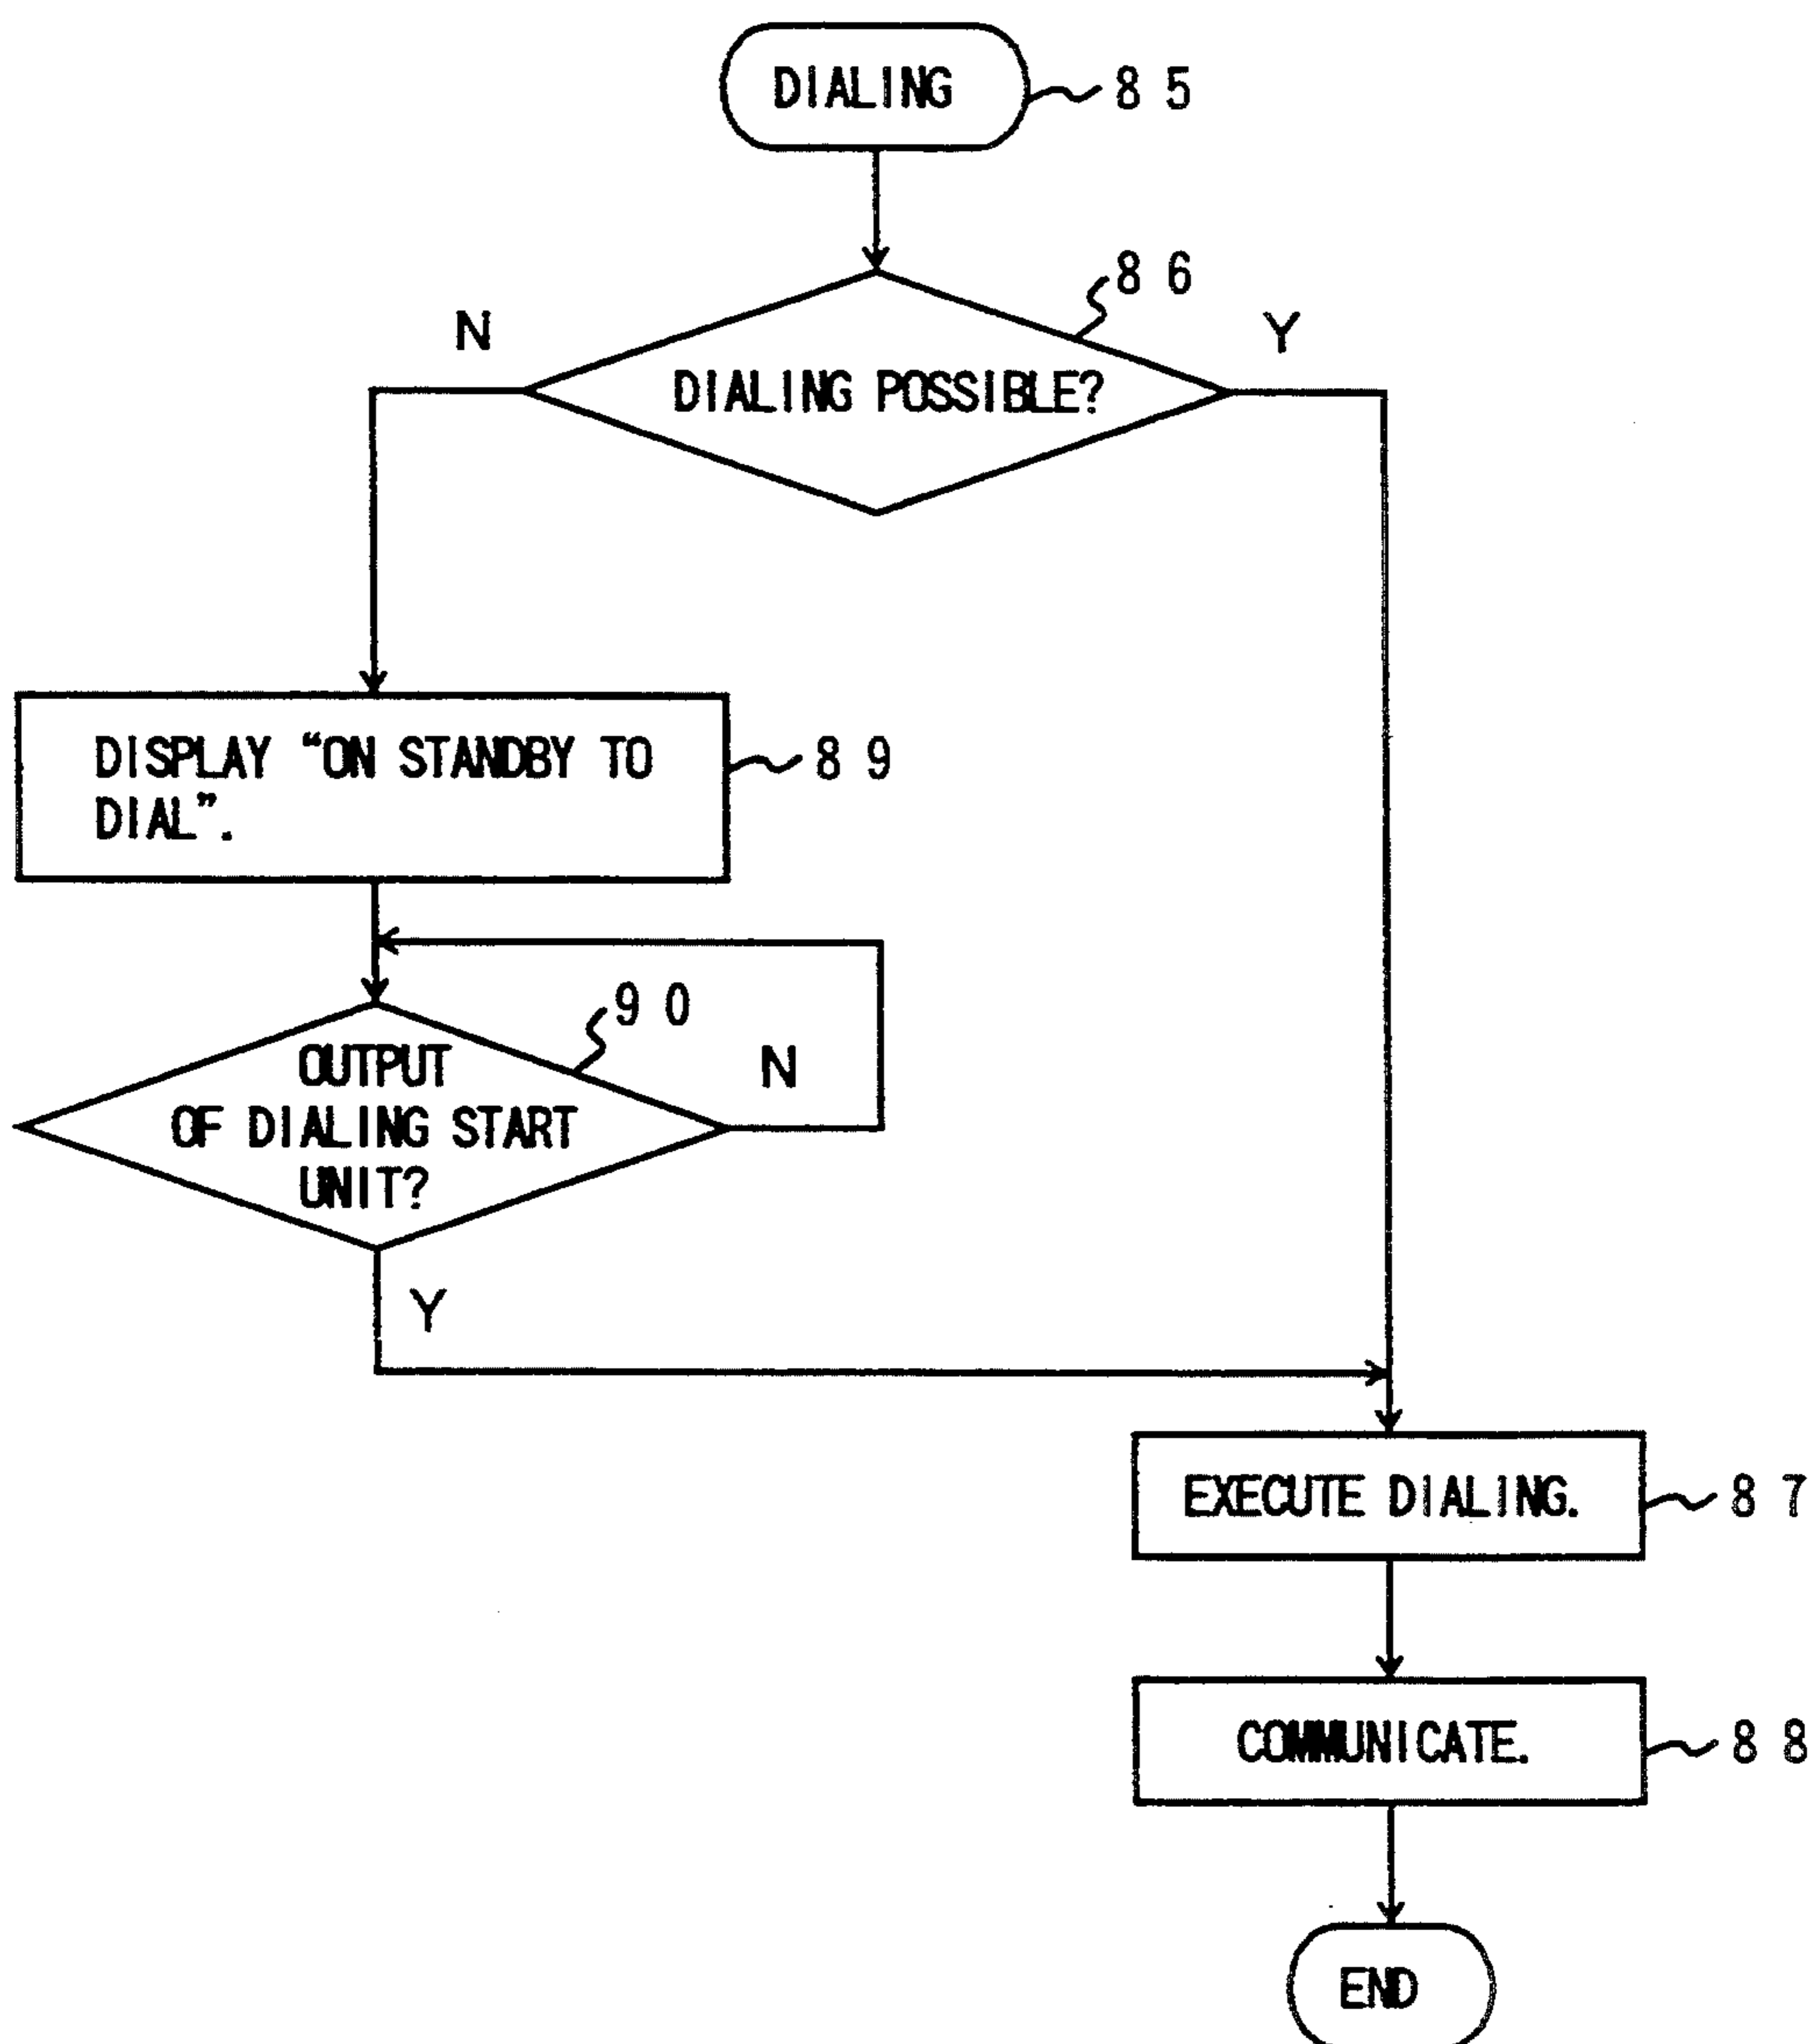 DIALING
8 5
8 6
N
Y
DIALING POSSIBLE?
DISPLAY “ON STANDBY TO
DIAL”.
8 9
9 0
OUTPUT
OF DIALING START
UNIT?
N
Y
EXECUTE DIALING.
8 7
COMMUNICATE.
8 8
END